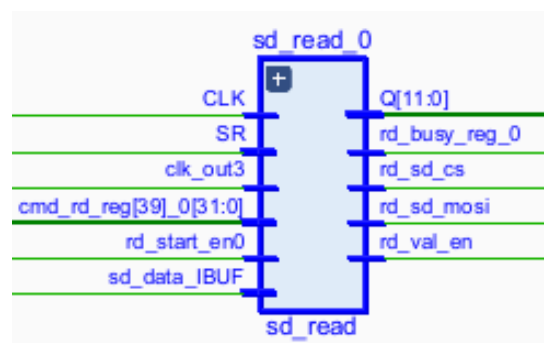 sd_read_0
+
CLK
Q[11:0]
SR
rd_busy_reg_0
clk_out3
rd_sd_cs
cmd_rd_reg[39]_0[31:0]
rd_sd_mosi
rd_start_en0
rd_val_en
sd_data_IBUF
sd_read